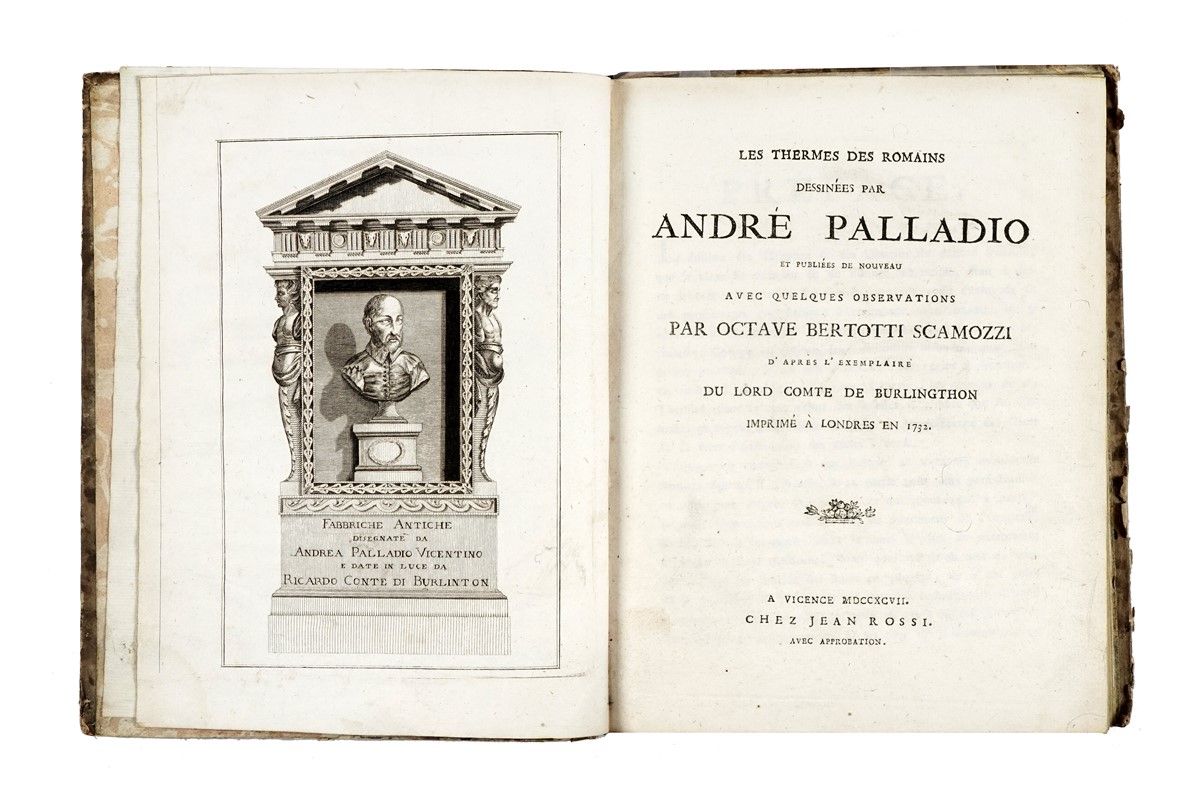 FABBRICHE ANTICHE
DISEGNATE DA
ANDREA PALLADIO VICENTINO
E DATE IN LUCE DA
RICARDO CONTE DI BURLINTON
LES THERMES DES ROMAINS
DESSINÉES PAR
ANDRÉ PALLADIO
ET PUBLIÉES DE NOUVEAU
AVEC QUELQUES OBSERVATIONS
PAR OCTAVE BERTOTTI SCAMOZZI
D'APRÈS L'EXEMPLAIRE
DU LORD COMTE DE BURLINGTHON
IMPRIMÉ À LONDRES EN 1732.
A VICENCE MDCCXCVII.
CHEZ JEAN ROSSI.
AVEC APPROBATION.